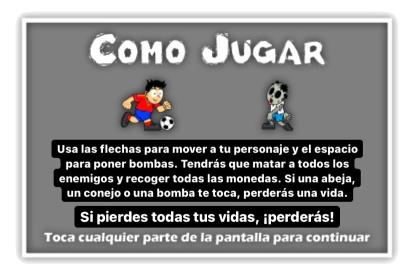 COMO JUGAR
Usa las flechas para mover a tu personaje y el espacio
para poner bombas. Tendrás que matar a todos los
enemigos y recoger todas las monedas. Si una abeja,
un conejo o una bomba te toca, perderás una vida.
Si pierdes todas tus vidas, ¡perderás!
Toca cualquier parte de la pantalla para continuar